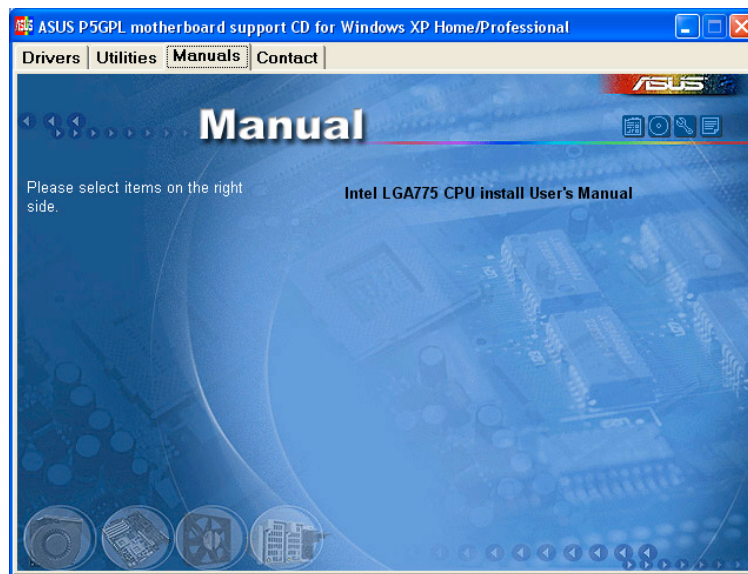 ASUS P5GPL motherboard support CD for Windows XP Home/Professional
Drivers Utilities Manuals Contact
ASUS
Manual
Please select items on the right
side.
Intel LGA775 CPU install User's Manual